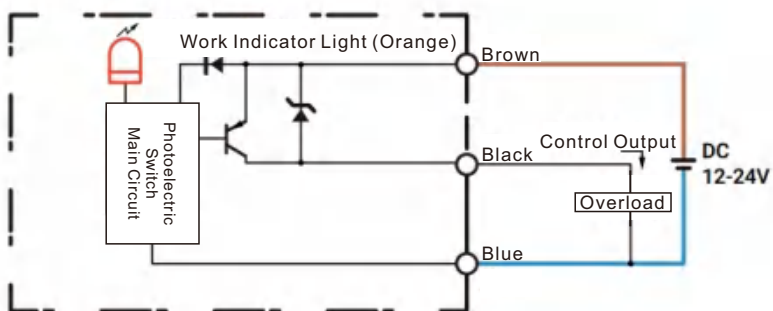 Work Indicator Light (Orange)
Brown
Photoelectric
Switch
Main Circuit
Black
Control Output
DC
12-24V
Overload
Blue